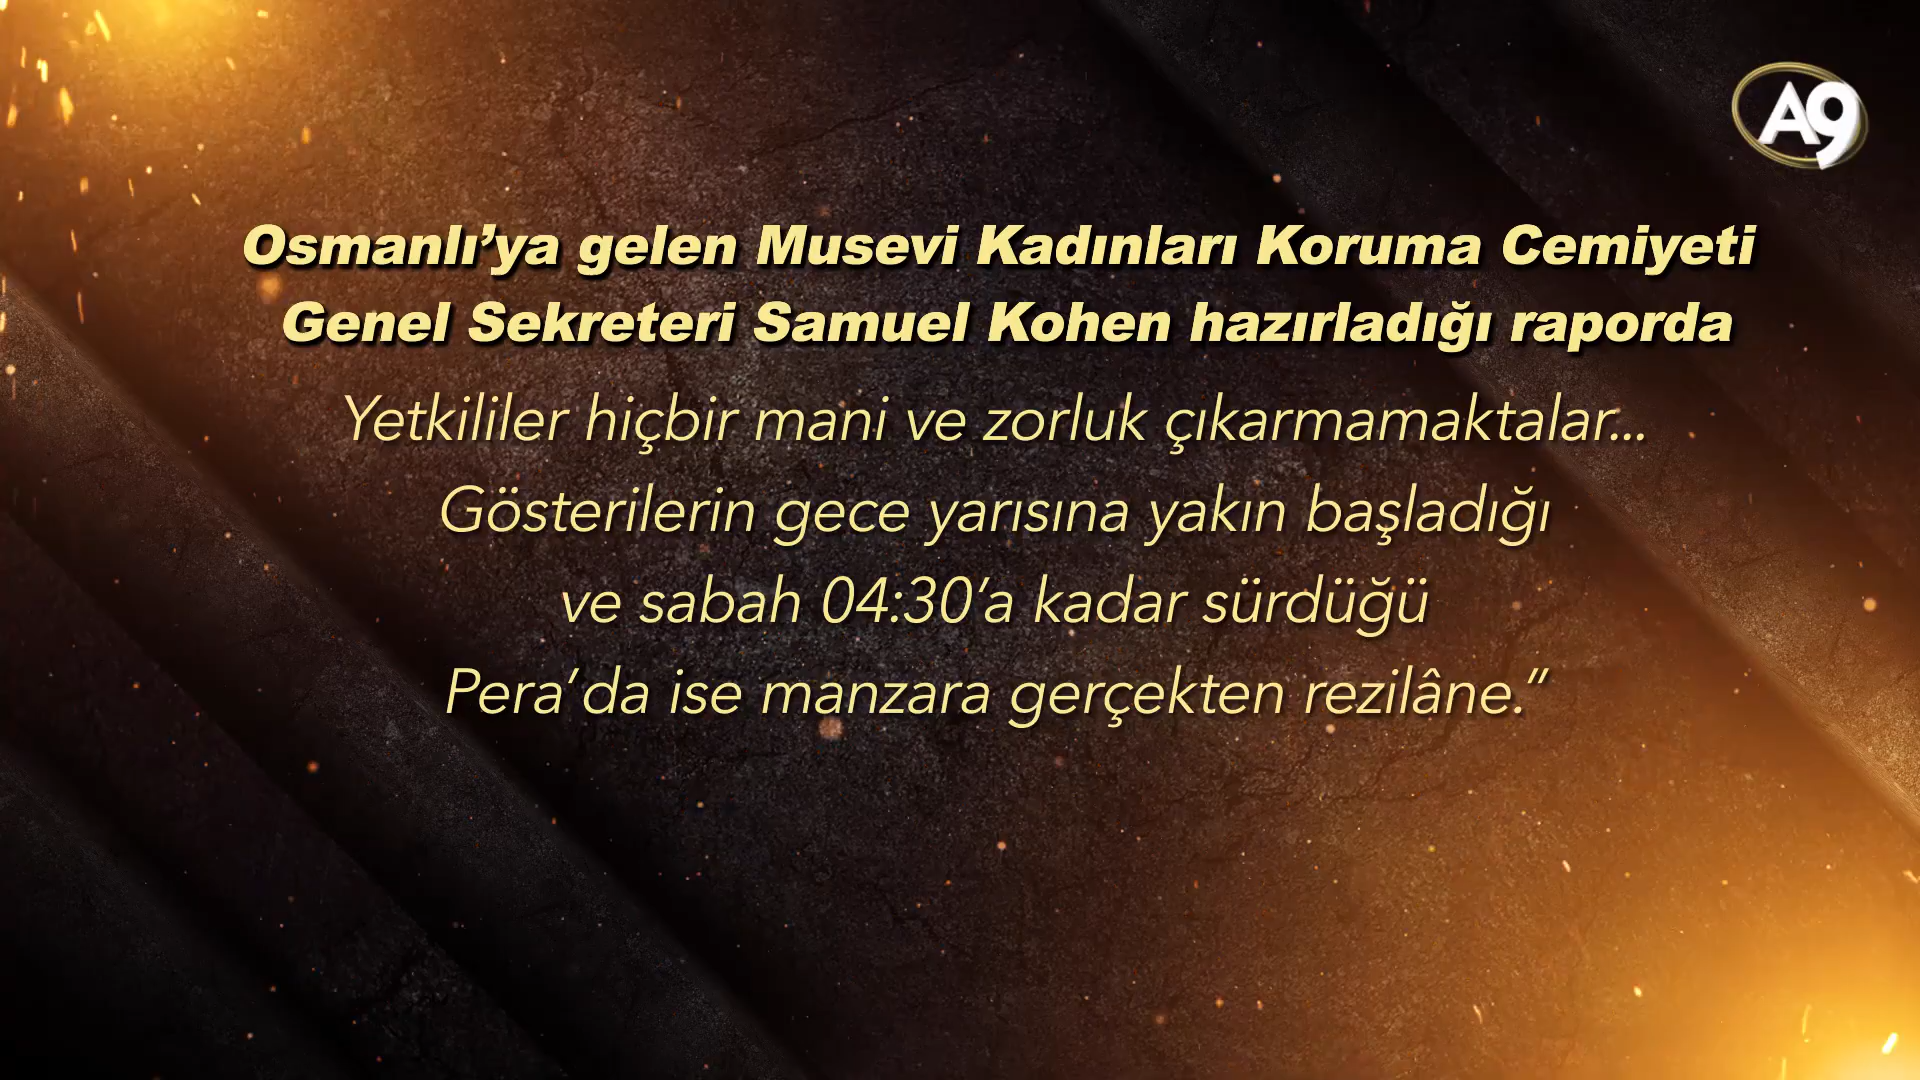 A9
Osmanlı’ya gelen Musevi Kadınları Koruma Cemiyeti
Genel Sekreteri Samuel Kohen hazırladığı raporda
Yetkililer hiçbir mani ve zorluk çıkarmamaktalar...
Gösterilerin gece yarısına yakın başladığı
ve sabah 04:30’a kadar sürdüğü
Pera’da ise manzara gerçekten rezilâne.”